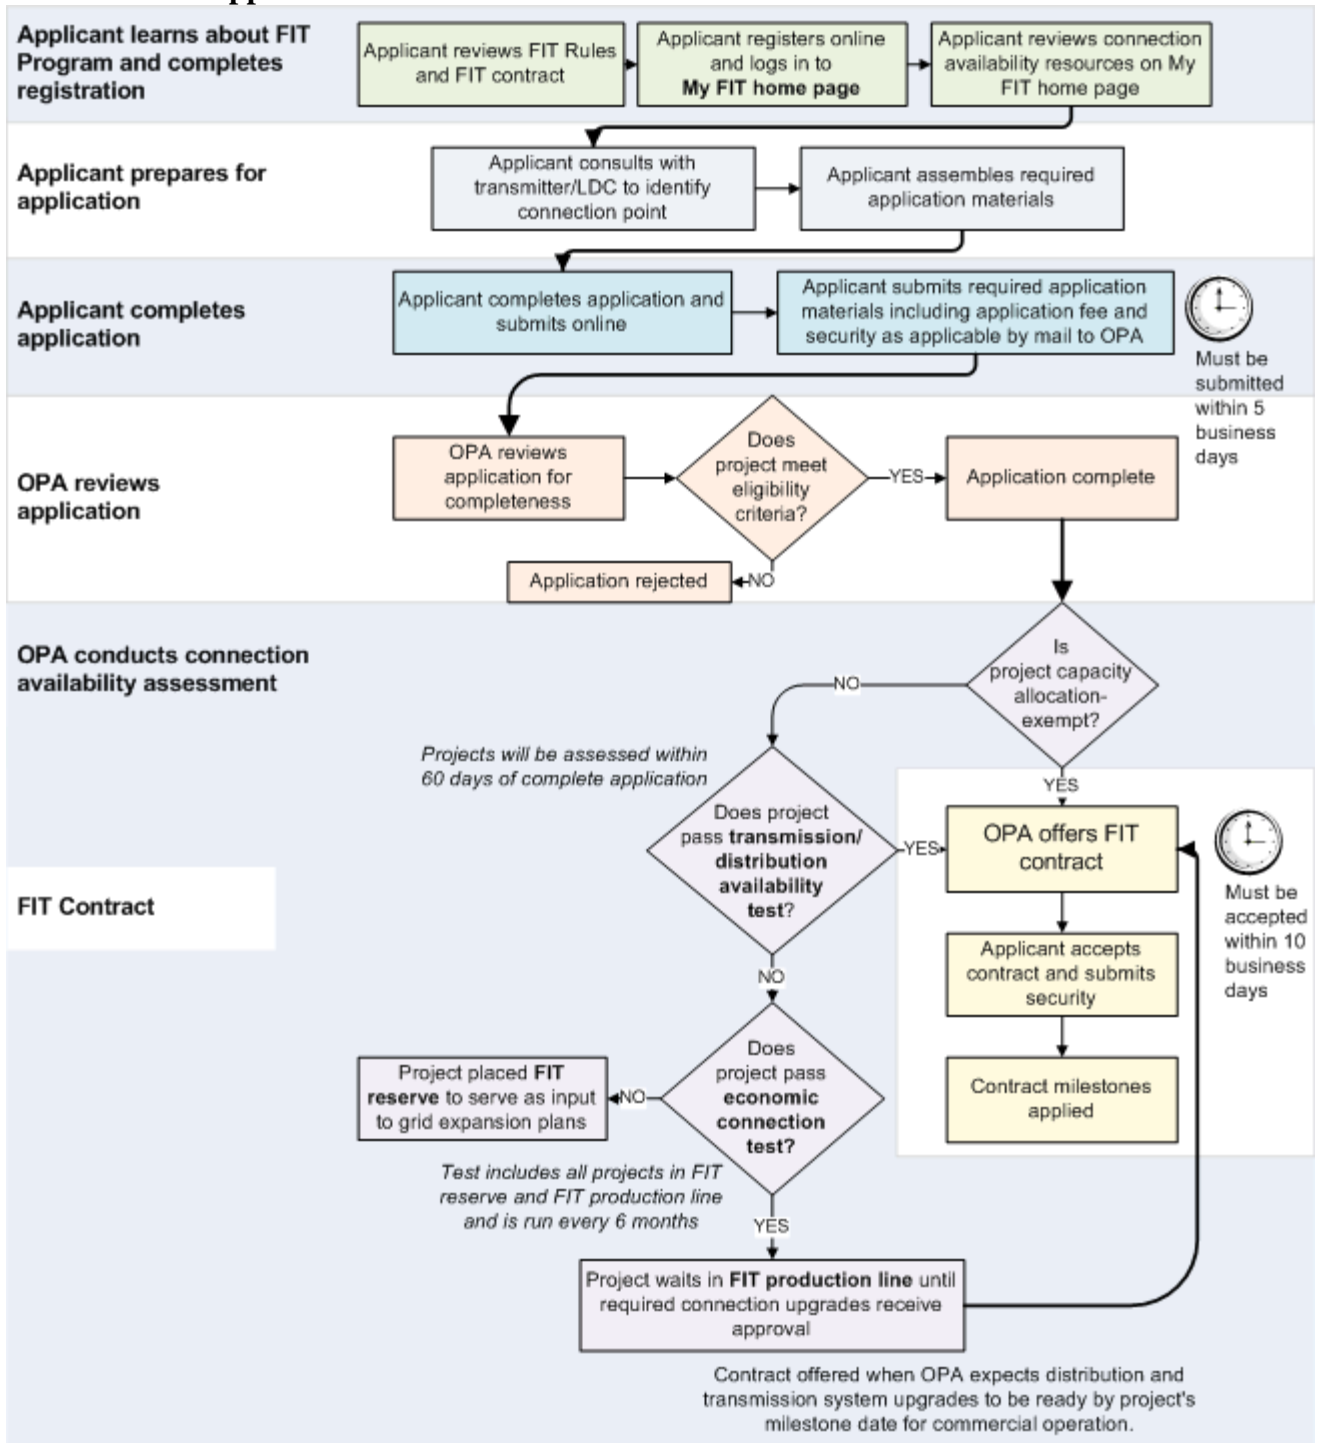 Applicant learns about FIT
Program and completes
registration
Applicant reviews FIT Rules
and FIT contract
Applicant registers online
and logs in to
My FIT home page
Applicant reviews connection
availability resources on My
FIT home page
Applicant prepares for
application
Applicant consults with
transmitter/LDC to identify
connection point
Applicant assembles required
application materials
Applicant completes
application
Applicant completes application and
submits online
Applicant submits required application
materials including application fee and
security as applicable by mail to OPA
Must be
submitted
within 5
business
days
OPA reviews
application
OPA reviews
application for
completeness
Does
project meet
eligibility
criteria?
YES
Application complete
NO
Application rejected
OPA conducts connection
availability assessment
Is
project capacity
allocation-
exempt?
NO
YES
Projects will be assessed within
60 days of complete application
Does project
pass transmission/
distribution
availability
test?
YES
OPA offers FIT
contract
Must be
accepted
within 10
business
days
FIT Contract
Applicant accepts
contract and submits
security
NO
Does
project pass
economic
connection
test?
NO
Project placed FIT
reserve to serve as input
to grid expansion plans
Contract milestones
applied
Test includes all projects in FIT
reserve and FIT production line
and is run every 6 months
YES
Project waits in FIT production line until
required connection upgrades receive
approval
Contract offered when OPA expects distribution and
transmission system upgrades to be ready by project's
milestone date for commercial operation.